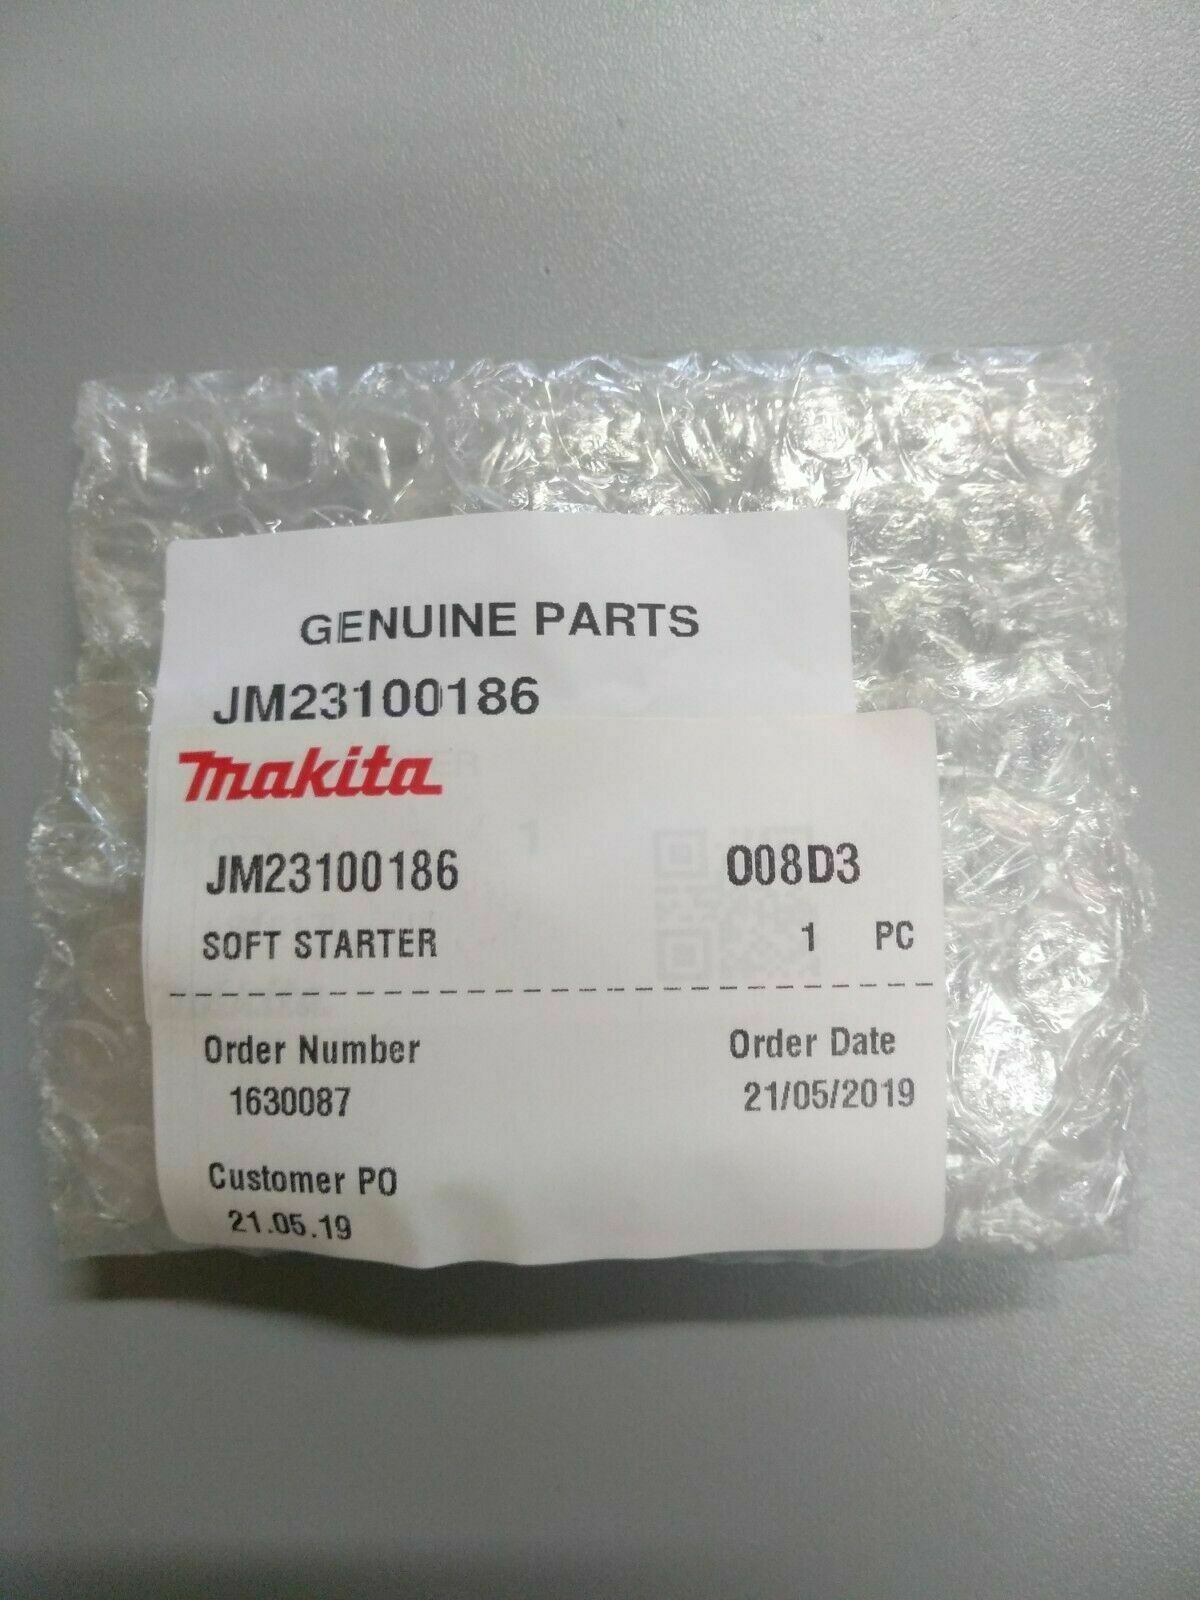 GENUINE PARTS
JM23100186
makita
JM23100186 008D3
SOFT STARTER 1 PC
Order Number Order Date
1630087 21/05/2019
Customer PO
21.05.19